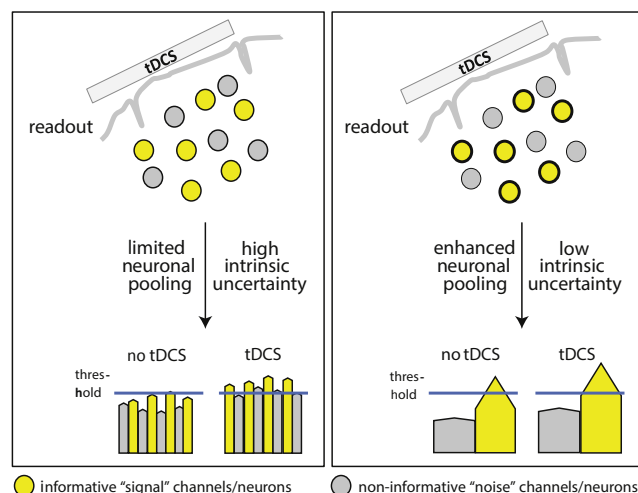 tDCS
readout
limited
neuronal
pooling
high
intrinsic
uncertainty
no tDCS
tDCS
thres-
hold
tDCS
readout
enhanced
neuronal
pooling
low
intrinsic
uncertainty
no tDCS
tDCS
thres-
hold
informative “signal” channels/neurons
non-informative “noise” channels/neurons